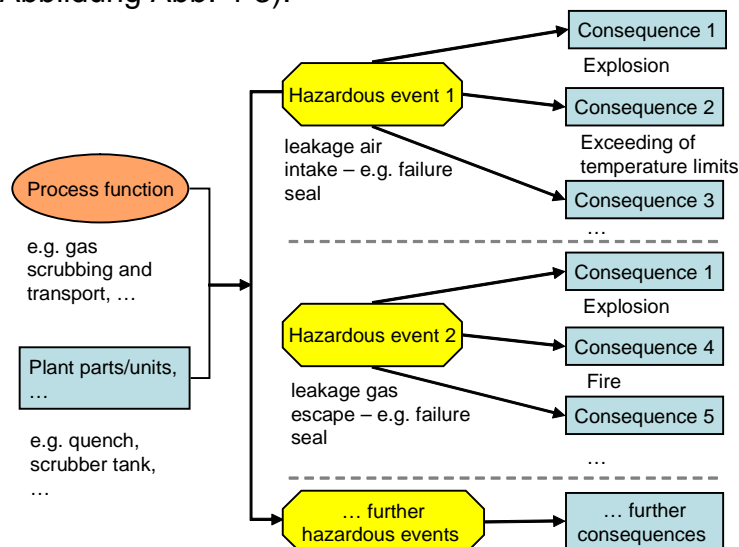 Abbildung Abb. 4-3).
Consequence 1
Explosion
Hazardous event 1
Consequence 2
leakage air
intake – e.g. failure
seal
Exceeding of
temperature limits
Process function
Consequence 3
…
e.g. gas
scrubbing and
transport, …
Consequence 1
Explosion
Hazardous event 2
Consequence 4
Plant parts/units,
…
Fire
leakage gas
escape – e.g. failure
seal
Consequence 5
e.g. quench,
scrubber tank,
…
…
… further
hazardous events
… further
consequences